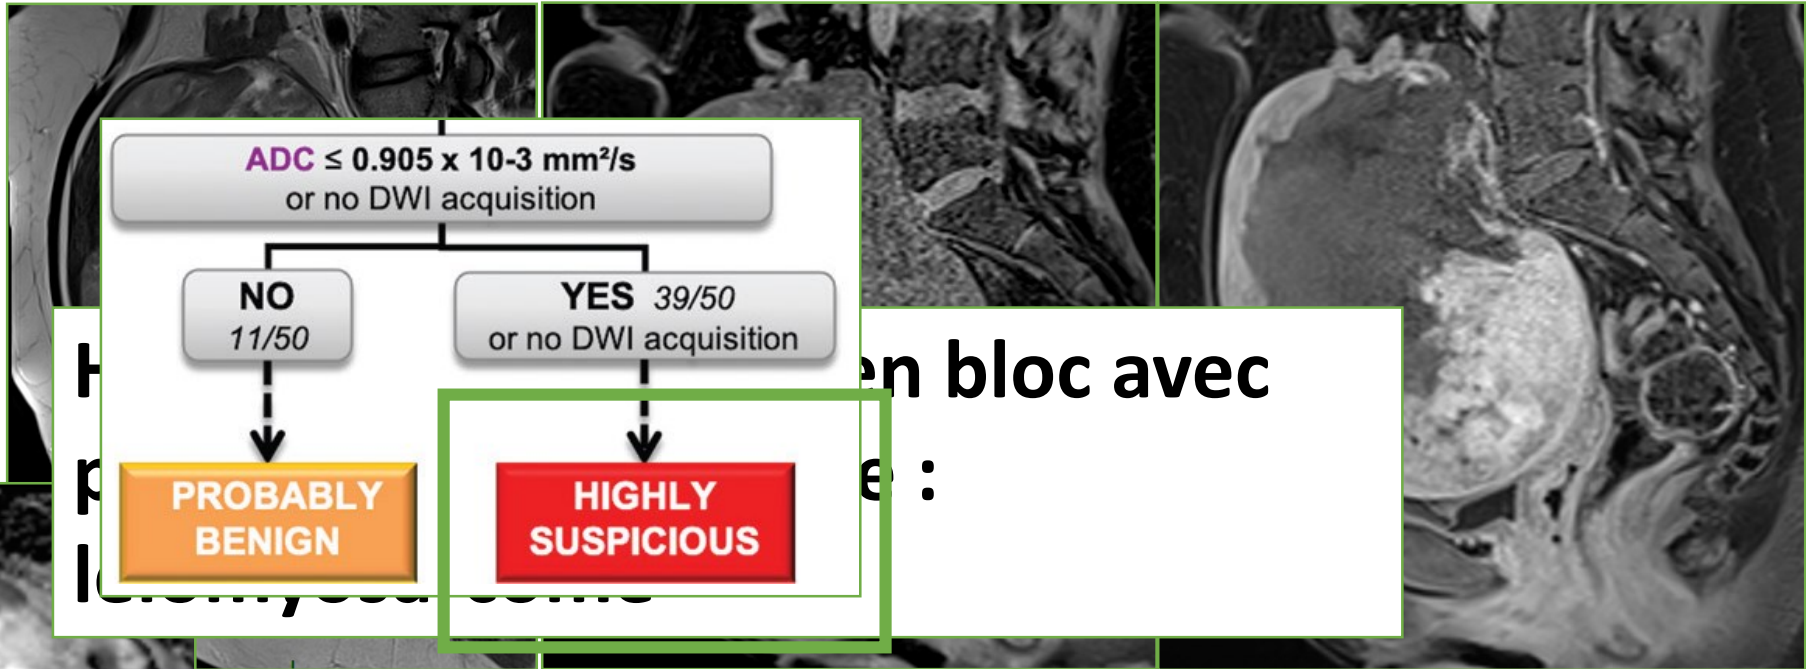 ADC ≤ 0.905 x 10-3 mm²/s
or no DWI acquisition
NO
11/50
YES 39/50
or no DWI acquisition
PROBABLY
BENIGN
HIGHLY
SUSPICIOUS
en bloc avec
: